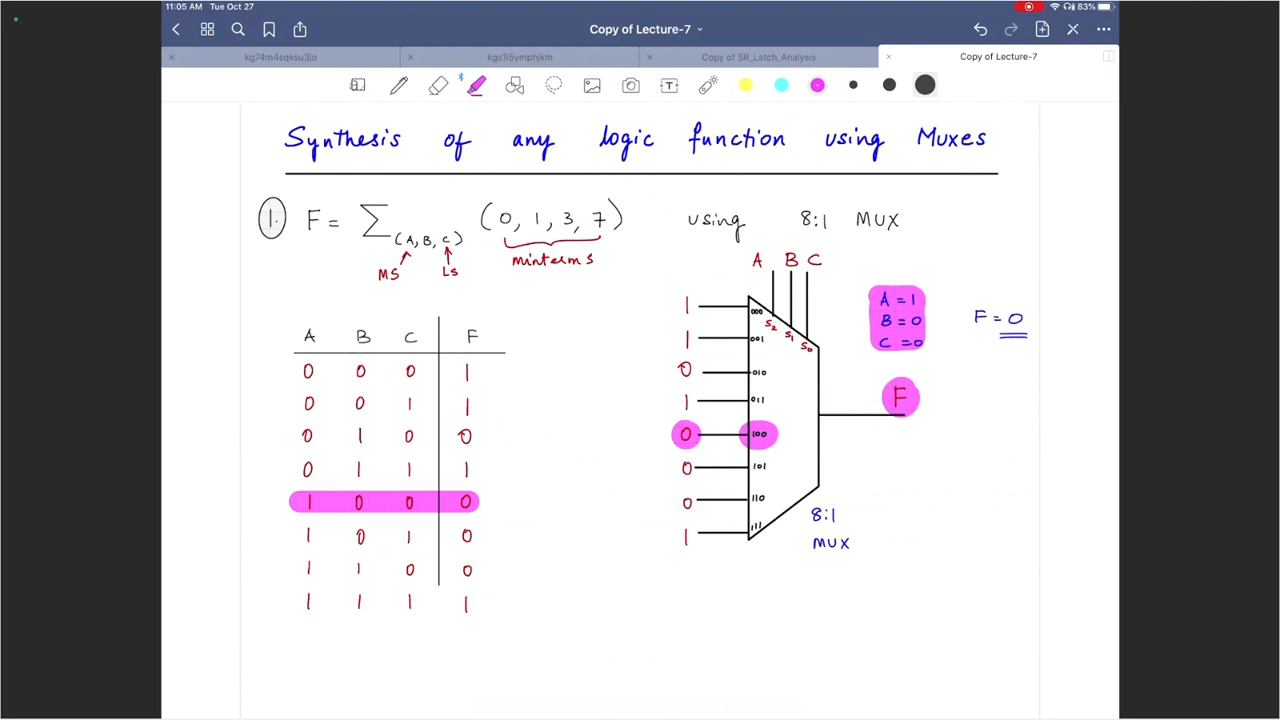 11:05 AM Tue Oct 27 83%
Copy of Lecture-7
kg74m4sqksu3jo kgs1i5ymphjkm Copy of SR_Latch_Analysis Copy of Lecture-7
Synthesis of any logic function using Muxes
1. F = ∑(A,B,C) (0, 1, 3, 7) using 8:1 MUX
MS LS minterms
A B C
S2 S1 S0
A = 1
B = 0
C = 0
F = 0
A B C F
0 0 0 1
0 0 1 1
0 1 0 0
0 1 1 1
1 0 0 0
1 0 1 0
1 1 0 0
1 1 1 1
1 000
1 001
0 010
1 011
0 100
0 101
0 110
1 111
F
8:1
MUX